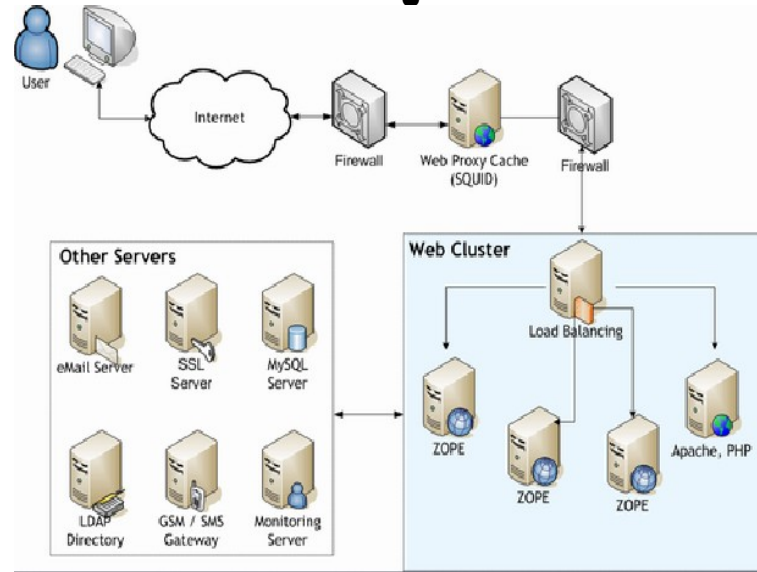 User
Internet
Firewall
Web Proxy Cache
(SQUID)
Firewall
Other Servers
eMail Server
SSL
Server
MySQL
Server
LDAP
Directory
GSM / SMS
Gateway
Monitoring
Server
Web Cluster
Load Balancing
ZOPE
ZOPE
ZOPE
Apache, PHP